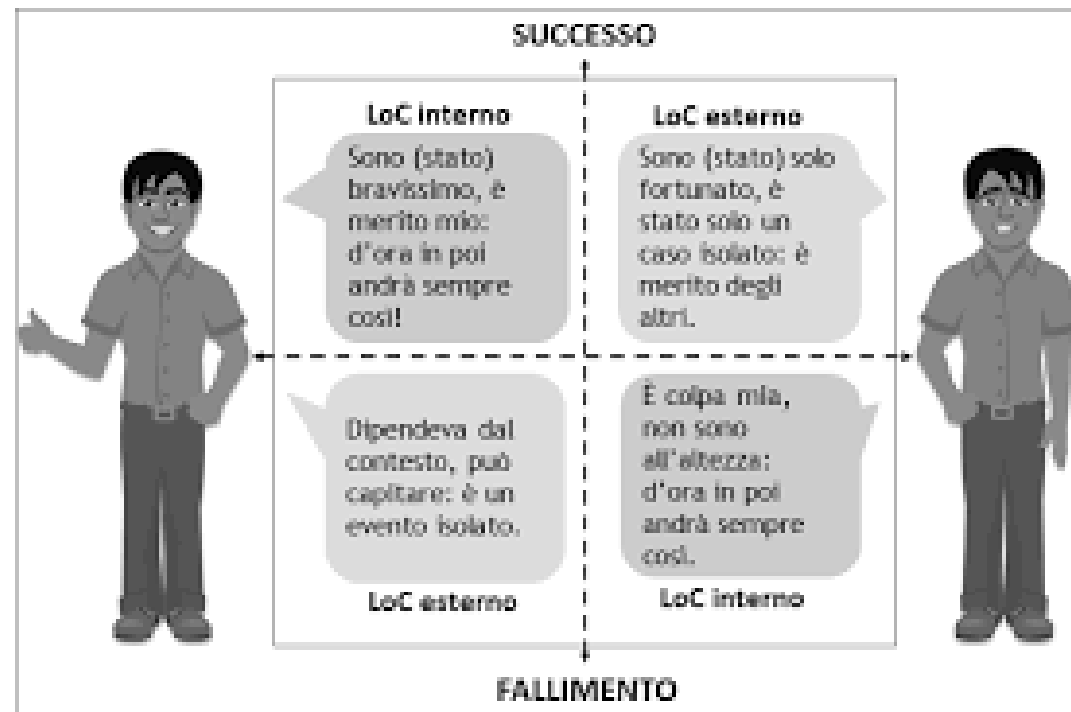 SUCCESSO
LoC interno
Sono (stato)
bravissimo, è
merito mio:
d'ora in poi
andrà sempre
così!
LoC esterno
Sono (stato) solo
fortunato, è
stato solo un
caso isolato: è
merito degli
altri.
Dipendeva dal
contesto, può
capitare: è un
evento isolato.
LoC esterno
È colpa mia,
non sono
all'altezza:
d'ora in poi
andrà sempre
così.
LoC interno
FALLIMENTO